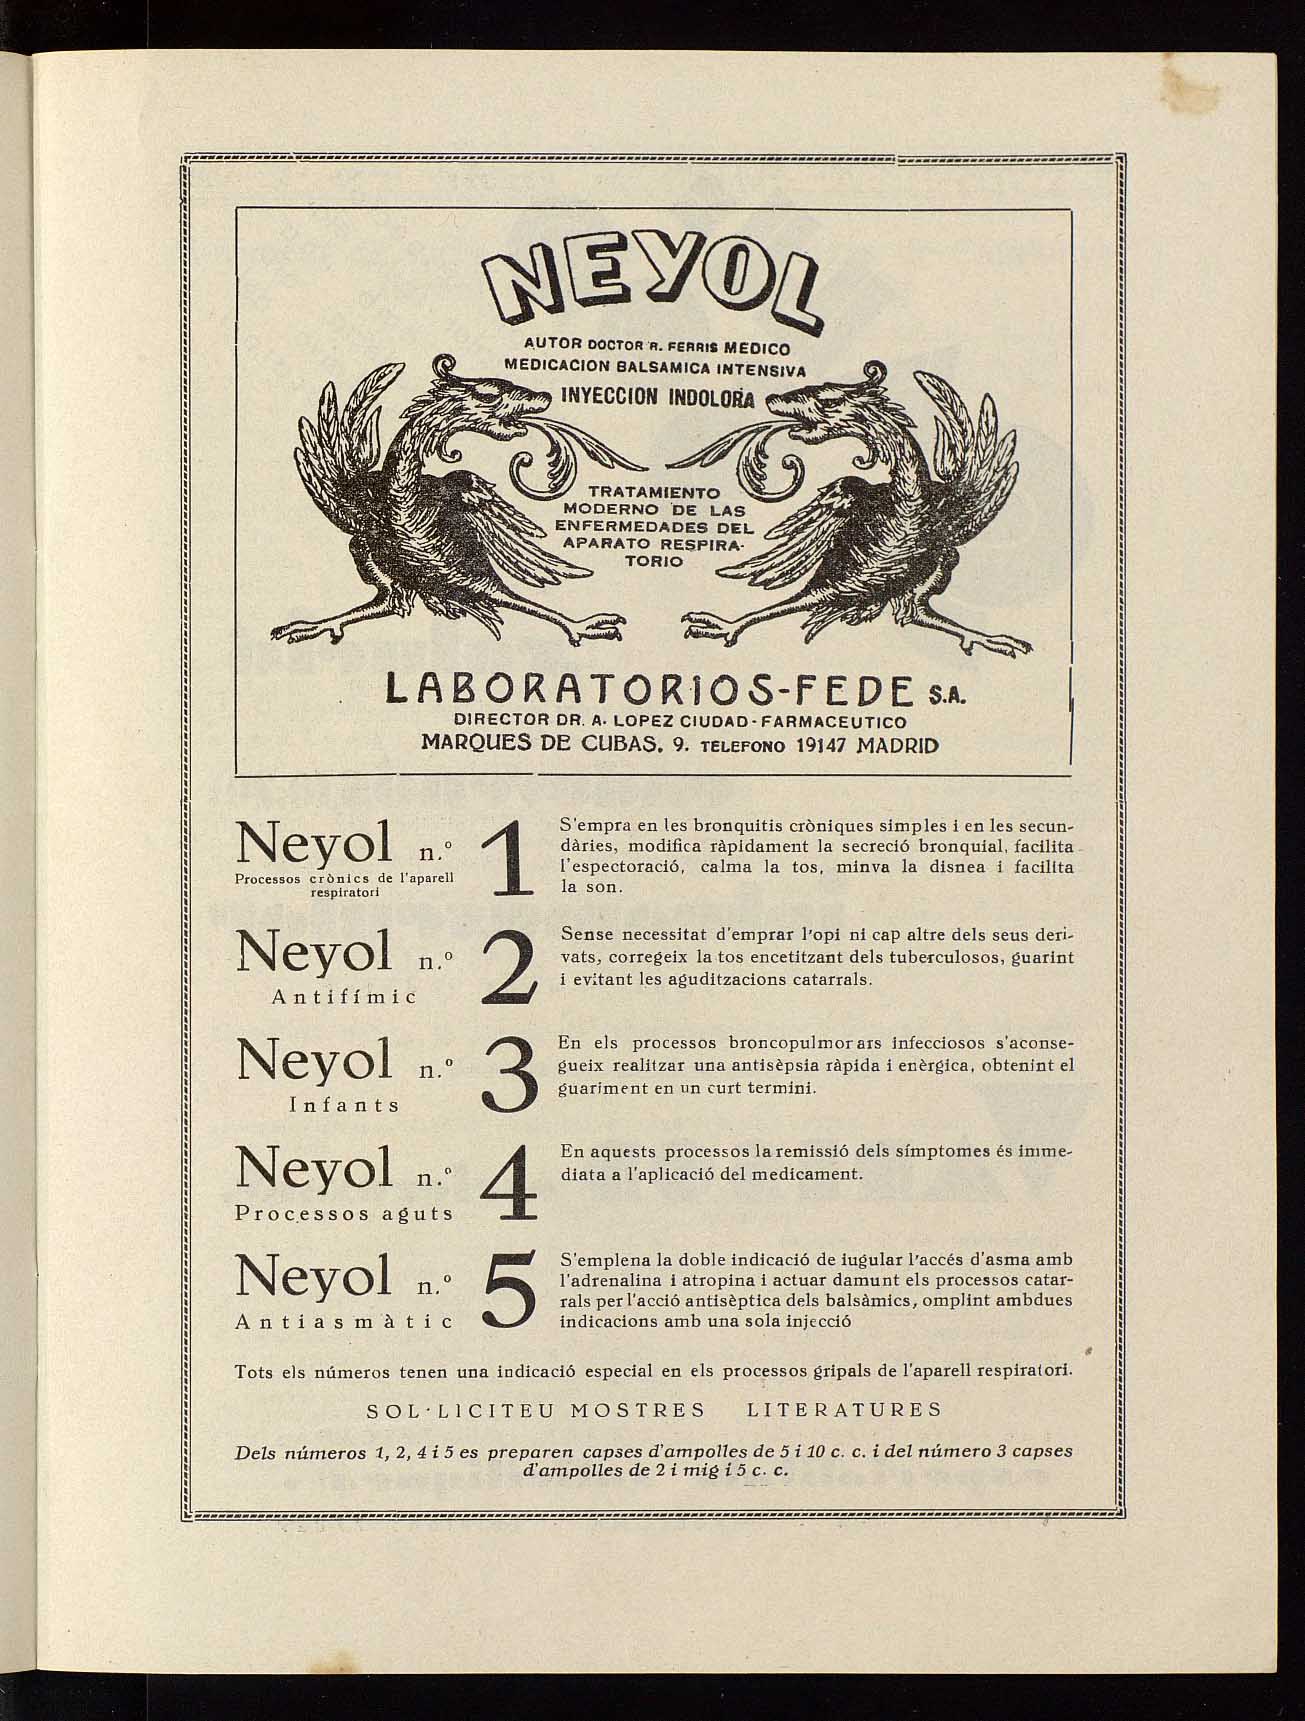 NEYOL
AUTOR DOCTOR R. FERRIS MEDICO
MEDICACION BALSAMICA INTENSIVA
INYECCION INDOLORA
TRATAMIENTO
MODERNO DE LAS
ENFERMEDADES DEL
APARATO RESPIRA-
TORIO
LABORATORIOS-FEDE S.A.
DIRECTOR DR. A. LOPEZ CIUDAD-FARMACEUTICO
MARQUES DE CUBAS, 9. TELEFONO 19147 MADRID
Neyol n.º 1
Processos crònics de l'aparell
respiratori
S'empra en les bronquitis cròniques simples i en les secun-
dàries, modifica ràpidament la secreció bronquial, facilita
l'espectoració, calma la tos, minva la disnea i facilita
la son.
Neyol n.º 2
Antifímic
Sense necessitat d'emprar l'opi ni cap altre dels seus deri-
vats, corregeix la tos encetitzant dels tuberculosos, guarint
i evitant les aguditzacions catarrals.
Neyol n.º 3
Infants
En els processos broncopulmorars infecciosos s'aconse-
gueix realitzar una antisèpsia ràpida i enèrgica, obtenint el
guariment en un curt termini.
Neyol n.º 4
Processos aguts
En aquests processos la remissió dels símptomes és imme-
diata a l'aplicació del medicament.
Neyol n.º 5
Antiasmàtic
S'emplena la doble indicació de iugular l'accés d'asma amb
l'adrenalina i atropina i actuar damunt els processos catar-
rals per l'acció antisèptica dels balsàmics, omplint ambdues
indicacions amb una sola injecció
Tots els números tenen una indicació especial en els processos gripals de l'aparell respiratori.
SOL·LICITEU MOSTRES LITERATURES
Dels números 1, 2, 4 i 5 es preparen capses d'ampolles de 5 i 10 c. c. i del número 3 capses
d'ampolles de 2 i mig i 5 c. c.